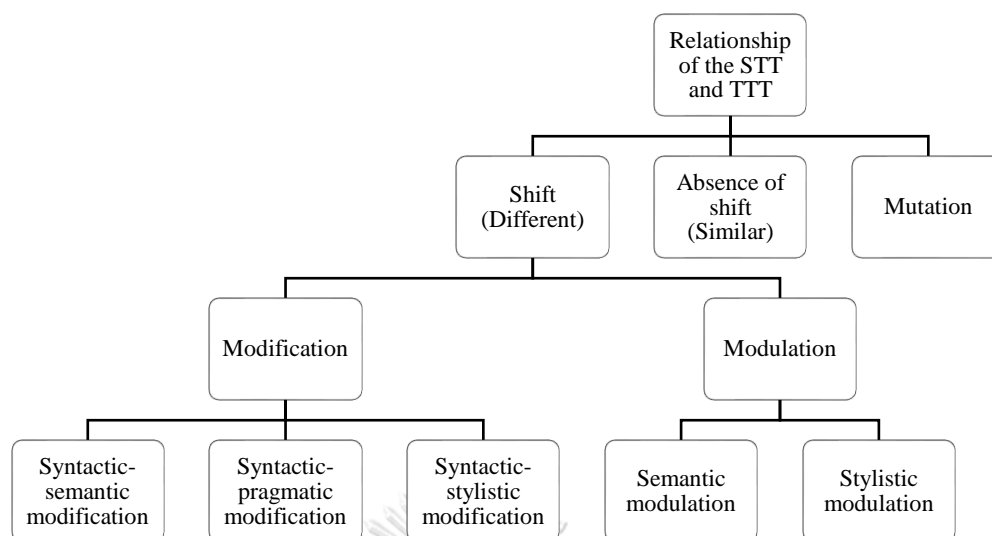 Relationship
of the STT
and TTT
Shift
(Different)
Absence of
shift
(Similar)
Mutation
Modification
Modulation
Syntactic-
semantic
modification
Syntactic-
pragmatic
modification
Syntactic-
stylistic
modification
Semantic
modulation
Stylistic
modulation